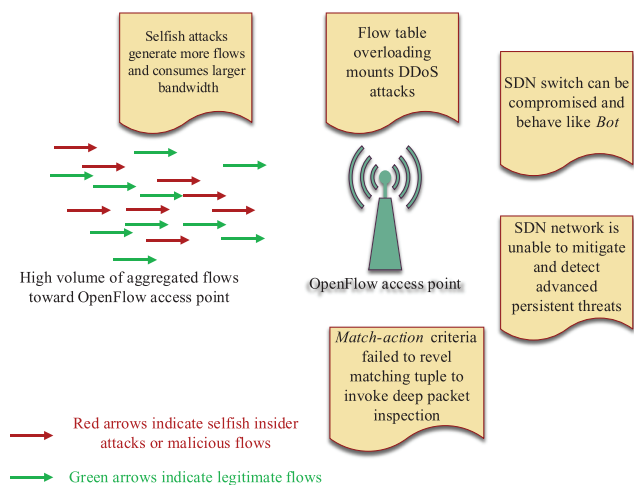 Selfish attacks
generate more flows
and consumes larger
bandwidth
Flow table
overloading
mounts DDoS
attacks
SDN switch can be
compromised and
behave like Bot
High volume of aggregated flows
toward OpenFlow access point
OpenFlow access point
SDN network is
unable to mitigate
and detect
advanced
persistent threats
Match-action criteria
failed to revel
matching tuple to
invoke deep packet
inspection
Red arrows indicate selfish insider
attacks or malicious flows
Green arrows indicate legitimate flows